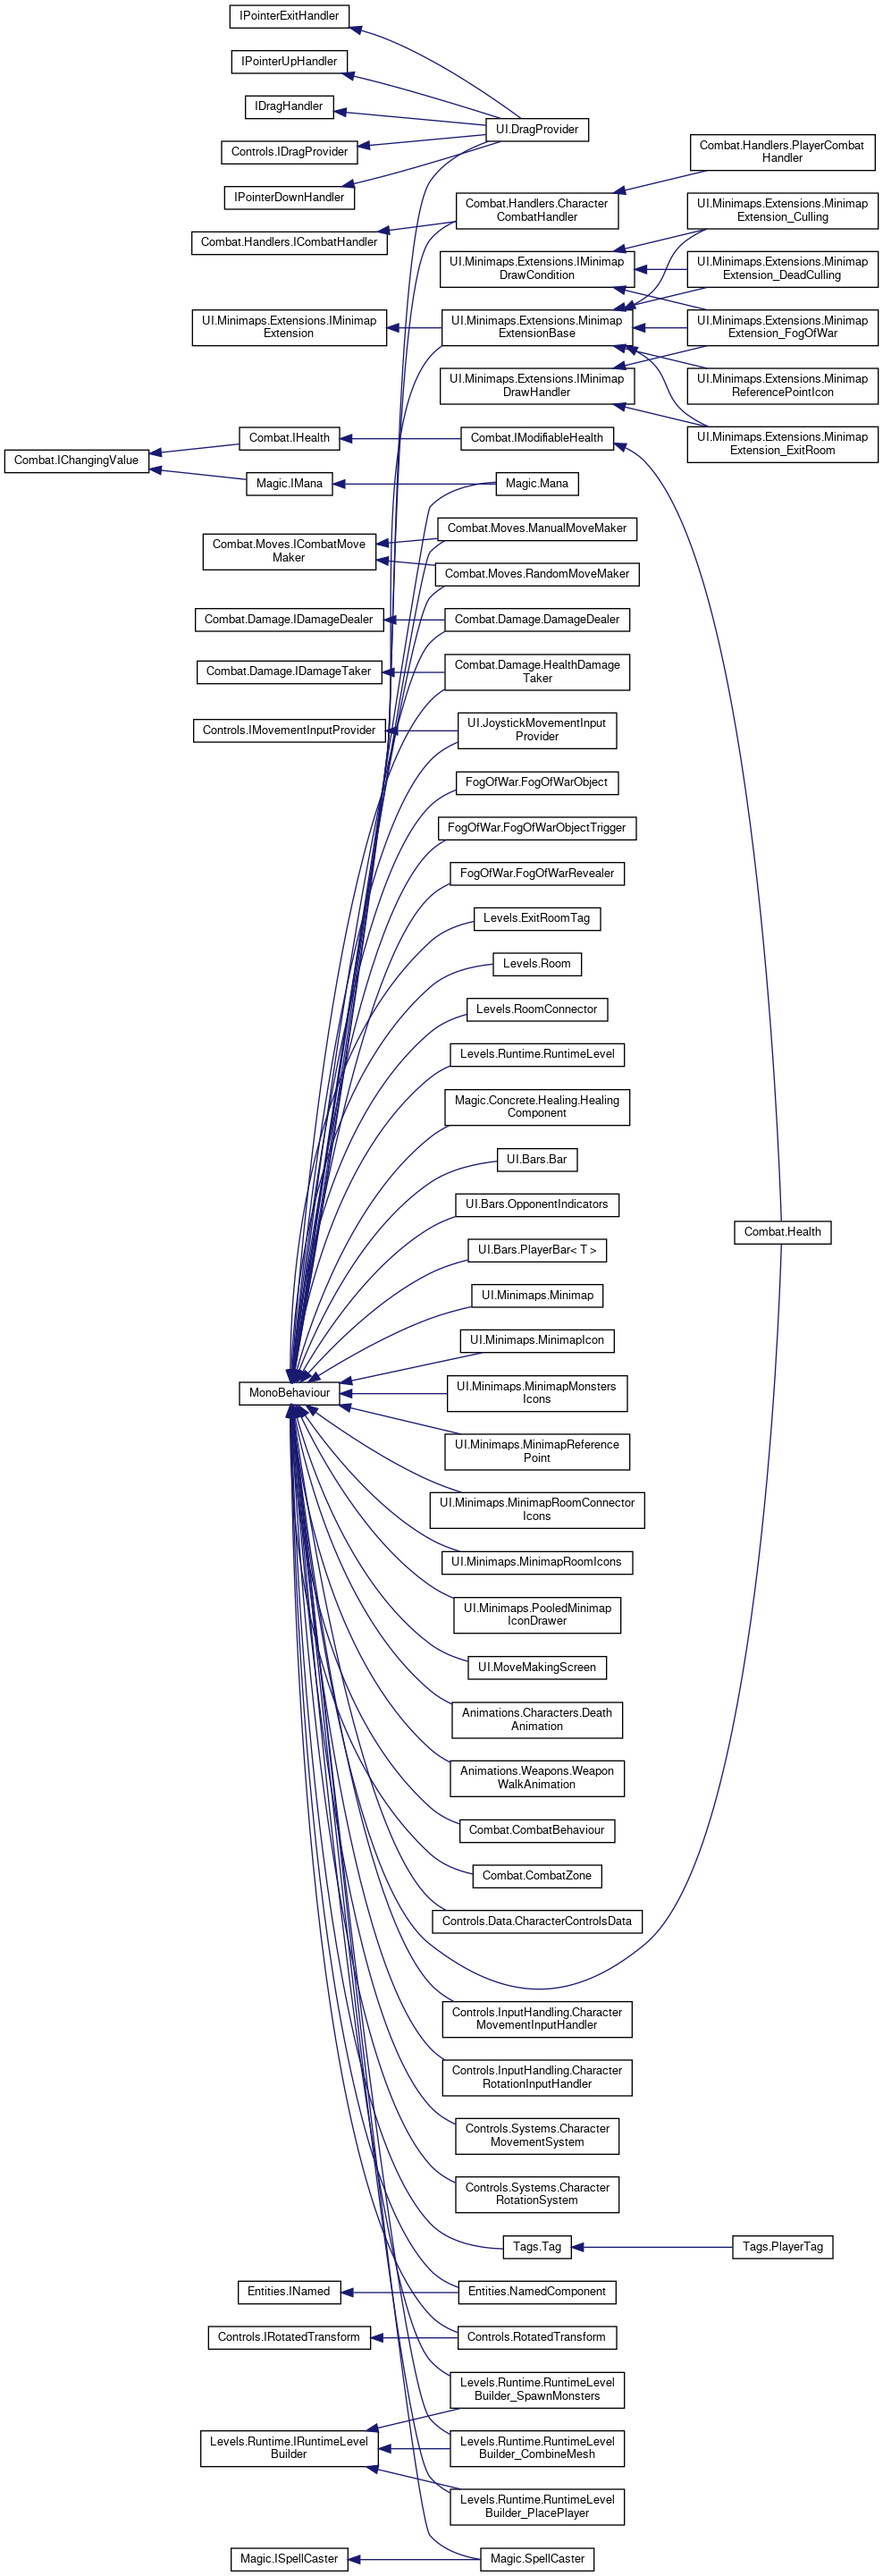 IPointerExitHandler
IPointerUpHandler
IDragHandler
UI.DragProvider
Controls.IDragProvider
IPointerDownHandler
Combat.Handlers.PlayerCombat
Handler
Combat.Handlers.Character
CombatHandler
Combat.Handlers.ICombatHandler
UI.Minimaps.Extensions.Minimap
Extension_Culling
UI.Minimaps.Extensions.IMinimap
DrawCondition
UI.Minimaps.Extensions.Minimap
Extension_DeadCulling
UI.Minimaps.Extensions.IMinimap
Extension
UI.Minimaps.Extensions.Minimap
ExtensionBase
UI.Minimaps.Extensions.Minimap
Extension_FogOfWar
UI.Minimaps.Extensions.IMinimap
DrawHandler
UI.Minimaps.Extensions.Minimap
ReferencePointIcon
UI.Minimaps.Extensions.Minimap
Extension_ExitRoom
Combat.IChangingValue
Combat.IHealth
Combat.IModifiableHealth
Magic.IMana
Magic.Mana
Combat.Moves.ICombatMove
Maker
Combat.Moves.ManualMoveMaker
Combat.Moves.RandomMoveMaker
Combat.Damage.IDamageDealer
Combat.Damage.DamageDealer
Combat.Damage.IDamageTaker
Combat.Damage.HealthDamage
Taker
Controls.IMovementInputProvider
UI.JoystickMovementInput
Provider
FogOfWar.FogOfWarObject
FogOfWar.FogOfWarObjectTrigger
FogOfWar.FogOfWarRevealer
Levels.ExitRoomTag
Levels.Room
Levels.RoomConnector
Levels.Runtime.RuntimeLevel
Magic.Concrete.Healing.Healing
Component
UI.Bars.Bar
UI.Bars.OpponentIndicators
Combat.Health
UI.Bars.PlayerBar< T >
UI.Minimaps.Minimap
UI.Minimaps.MinimapIcon
MonoBehaviour
UI.Minimaps.MinimapMonsters
Icons
UI.Minimaps.MinimapReference
Point
UI.Minimaps.MinimapRoomConnector
Icons
UI.Minimaps.MinimapRoomIcons
UI.Minimaps.PooledMinimap
IconDrawer
UI.MoveMakingScreen
Animations.Characters.Death
Animation
Animations.Weapons.Weapon
WalkAnimation
Combat.CombatBehaviour
Combat.CombatZone
Controls.Data.CharacterControlsData
Controls.InputHandling.Character
MovementInputHandler
Controls.InputHandling.Character
RotationInputHandler
Controls.Systems.Character
MovementSystem
Controls.Systems.Character
RotationSystem
Tags.Tag
Tags.PlayerTag
Entities.INamed
Entities.NamedComponent
Controls.IRotatedTransform
Controls.RotatedTransform
Levels.Runtime.RuntimeLevel
Builder_SpawnMonsters
Levels.Runtime.IRuntimeLevel
Builder
Levels.Runtime.RuntimeLevel
Builder_CombineMesh
Levels.Runtime.RuntimeLevel
Builder_PlacePlayer
Magic.ISpellCaster
Magic.SpellCaster